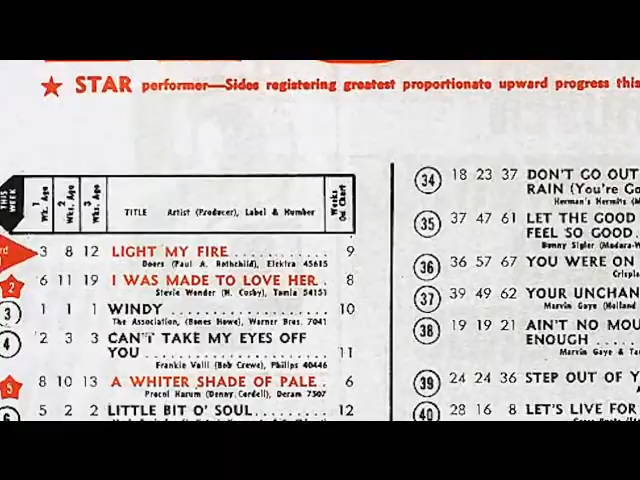 ★ STAR performer—Sides registering greatest proportionate upward progress this
THIS WEEK
1 Wk. Ago
2 Wks. Ago
3 Wks. Ago
TITLE Artist (Producer), Label & Number
Weeks On Chart
3 8 12 LIGHT MY FIRE 9
Doors (Paul A. Rothchild), Elektra 45615
2 6 11 19 I WAS MADE TO LOVE HER 8
Stevie Wonder (H. Cosby), Tamla 54151
3 1 1 1 WINDY 10
The Association, (Bones Howe), Warner Bros. 7041
4 2 3 3 CAN'T TAKE MY EYES OFF
YOU 11
Frankie Valli (Bob Crewe), Philips 40446
5 8 10 13 A WHITER SHADE OF PALE 6
Procol Harum (Denny Cordell), Deram 7507
6 5 2 2 LITTLE BIT O' SOUL 12
34 18 23 37 DON'T GO OUT
RAIN (You're Go
Herman's Hermits (M
35 37 47 61 LET THE GOOD
FEEL SO GOOD
Bunny Sigler (Madara-W
36 36 57 67 YOU WERE ON
Crispia
37 39 49 62 YOUR UNCHAN
Marvin Gaye (Holland
38 19 19 21 AIN'T NO MOU
ENOUGH
Marvin Gaye & Ta
39 24 24 36 STEP OUT OF Y
40 28 16 8 LET'S LIVE FOR